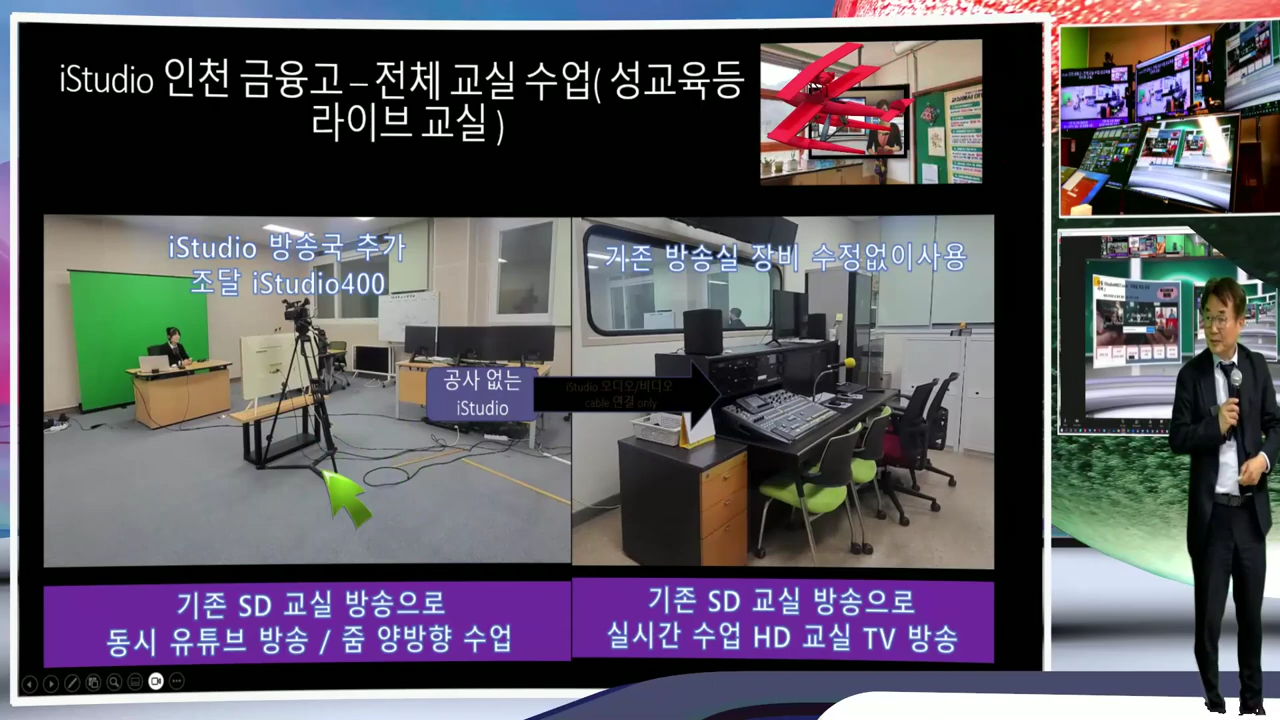 iStudio 인천 금융고 – 전체 교실 수업( 성교육등
라이브 교실 )
iStudio 방송국 추가
조달 iStudio400
기존 방송실 장비 수정없이사용
공사 없는
iStudio
iStudio 오디오/비디오
cable 연결 only
기존 SD 교실 방송으로
동시 유튜브 방송 / 줌 양방향 수업
기존 SD 교실 방송으로
실시간 수업 HD 교실 TV 방송